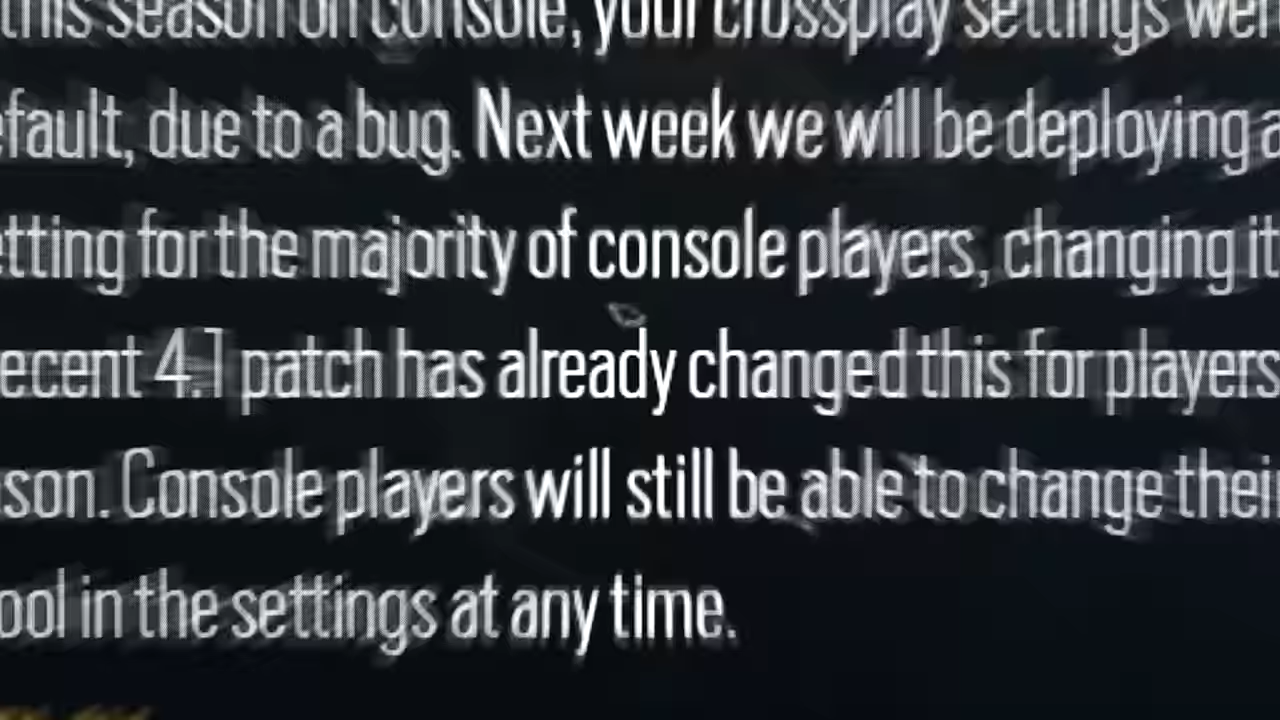 this season on console, your crossplay settings wer
efault, due to a bug. Next week we will be deploying a
etting for the majority of console players, changing it
ecent 4.1 patch has already changed this for players
son. Console players will still be able to change their
ool in the settings at any time.